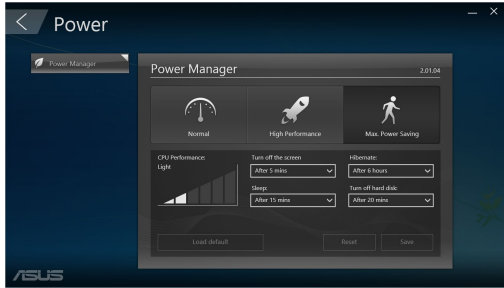 Power
Power Manager
Power Manager 2.01.04
Normal High Performance Max. Power Saving
CPU Performance:
Light
Turn off the screen
After 5 mins
Hibernate:
After 6 hours
Sleep:
After 15 mins
Turn off hard disk:
After 20 mins
Load default Reset Save
ASUS